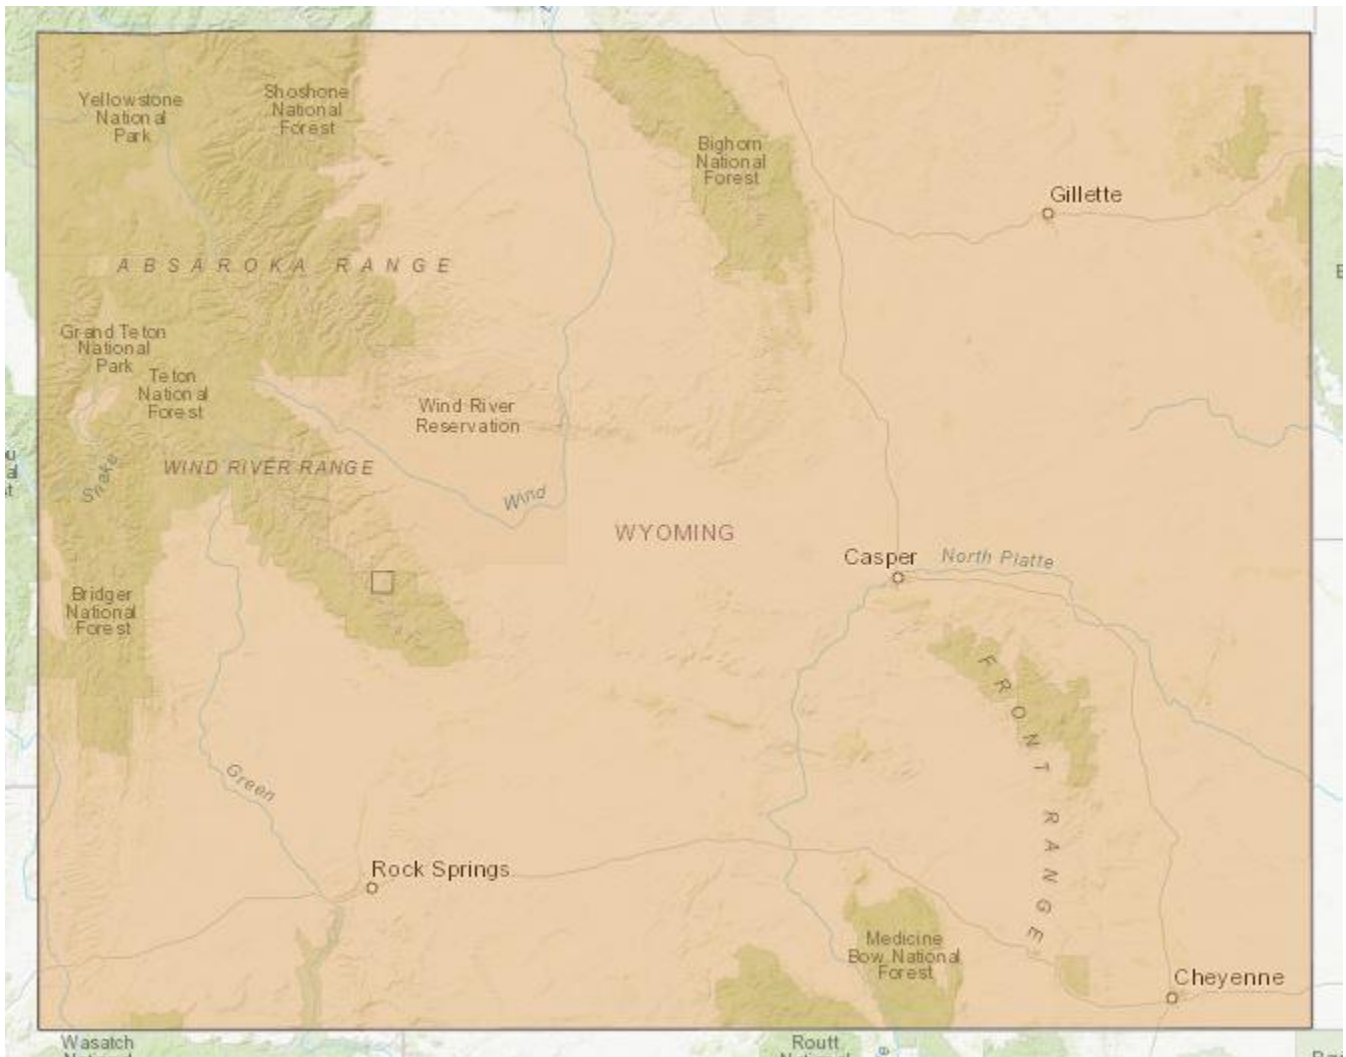 Yellowstone
National
Park
Shoshone
National
Forest
Bighorn
National
Forest
Gillette
ABSAROKA RANGE
Grand Teton
National
Park
Teton
National
Forest
Wind River
Reservation
Snake
WIND RIVER RANGE
Wind
WYOMING
Casper
North Platte
Bridger
National
Forest
FRONT RANGE
Green
Rock Springs
Medicine
Bow National
Forest
Cheyenne
Wasatch
Routt